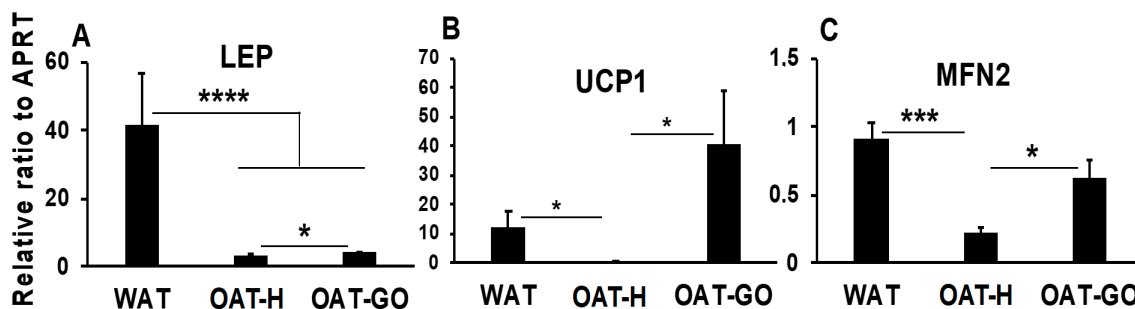 Relative ratio to APRT
A
LEP
60
40
20
0
****
*
WAT
OAT-H
OAT-GO
B
UCP1
70
60
50
40
30
20
10
0
*
*
WAT
OAT-H
OAT-GO
C
MFN2
1.5
1
0.5
0
***
*
WAT
OAT-H
OAT-GO